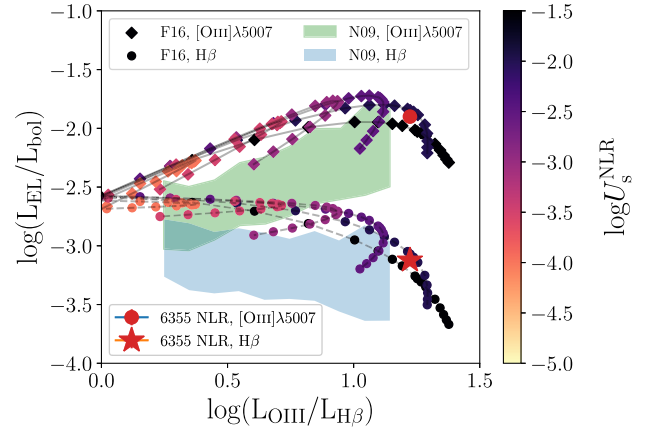 −1.0
−1.5
−2.0
−2.5
−3.0
−3.5
−4.0
log(L_EL/L_bol)
F16, [OIII]λ5007
F16, Hβ
N09, [OIII]λ5007
N09, Hβ
6355 NLR, [OIII]λ5007
6355 NLR, Hβ
0.0 0.5 1.0 1.5
log(L_OIII/L_Hβ)
−1.5
−2.0
−2.5
−3.0
−3.5
−4.0
−4.5
−5.0
logU_s^NLR